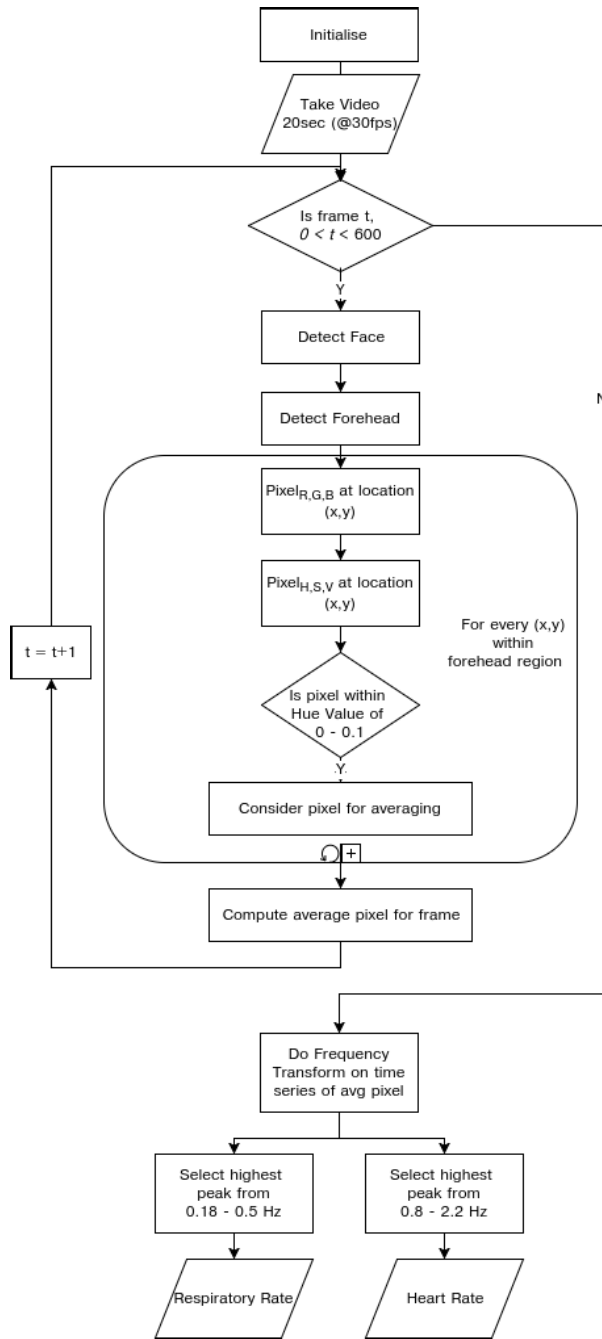 Initialise
Take Video
20sec (@30fps)
Is frame t,
0 < t < 600
Y
Detect Face
N
Detect Forehead
Pixel_R,G,B at location
(x,y)
Pixel_H,S,V at location
(x,y)
For every (x,y)
within
forehead region
t = t+1
Is pixel within
Hue Value of
0 - 0.1
Y
Consider pixel for averaging
+
Compute average pixel for frame
Do Frequency
Transform on time
series of avg pixel
Select highest
peak from
0.18 - 0.5 Hz
Select highest
peak from
0.8 - 2.2 Hz
Respiratory Rate
Heart Rate